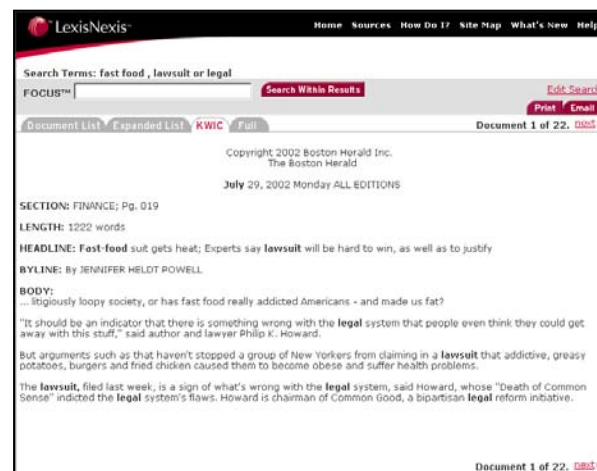 LexisNexis™
Home Sources How Do I? Site Map What's New Help
Search Terms: fast food , lawsuit or legal
FOCUS™ Search Within Results Edit Searc
Print Email
Document List Expanded List KWIC Full Document 1 of 22. next
Copyright 2002 Boston Herald Inc.
The Boston Herald
July 29, 2002 Monday ALL EDITIONS
SECTION: FINANCE; Pg. 019
LENGTH: 1222 words
HEADLINE: Fast-food suit gets heat; Experts say lawsuit will be hard to win, as well as to justify
BYLINE: By JENNIFER HELDT POWELL
BODY:
... litigiously loopy society, or has fast food really addicted Americans - and made us fat?
"It should be an indicator that there is something wrong with the legal system that people even think they could get
away with this stuff," said author and lawyer Philip K. Howard.
But arguments such as that haven't stopped a group of New Yorkers from claiming in a lawsuit that addictive, greasy
potatoes, burgers and fried chicken caused them to become obese and suffer health problems.
The lawsuit, filed last week, is a sign of what's wrong with the legal system, said Howard, whose "Death of Common
Sense" indicted the legal system's flaws. Howard is chairman of Common Good, a bipartisan legal reform initiative.
Document 1 of 22. next